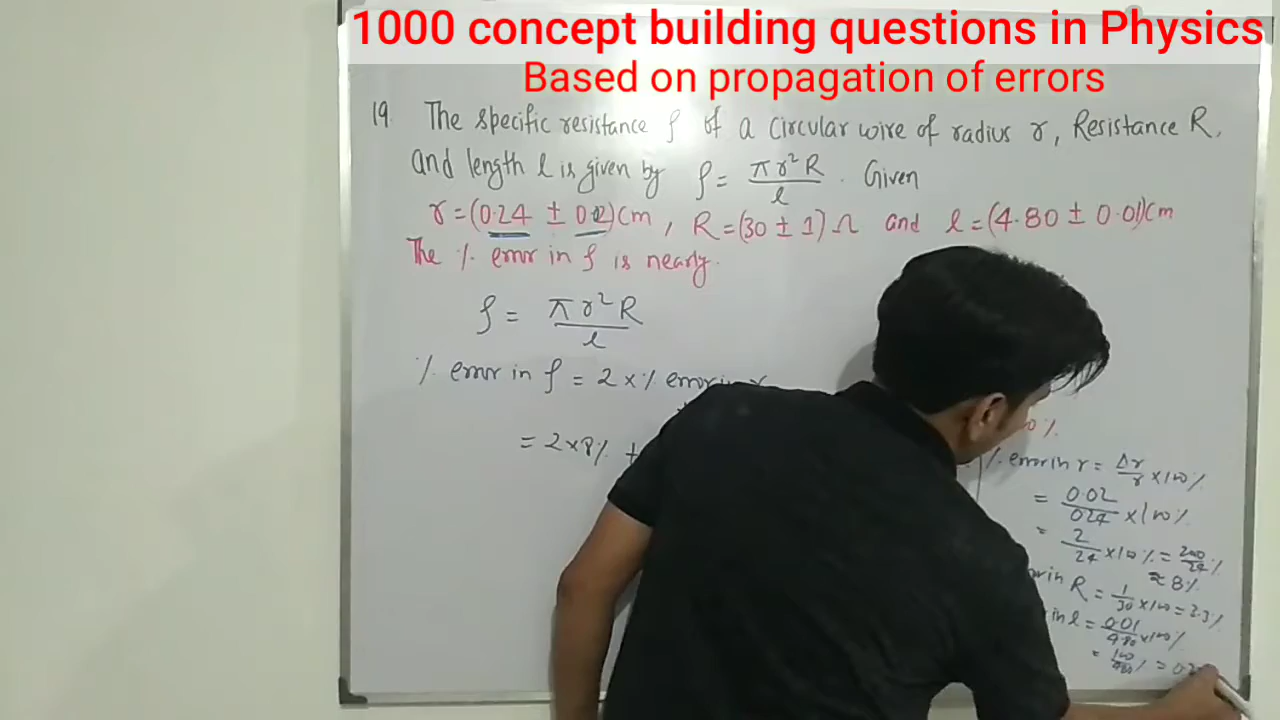 1000 concept building questions in Physics
Based on propagation of errors
19. The specific resistance ρ of a circular wire of radius r, Resistance R,
and length l is given by ρ = πr²R/l. Given
r = (0.24 ± 0.02)cm, R = (30 ± 1)Ω and l = (4.80 ± 0.01)cm
The % error in ρ is nearly.
ρ = πr²R/l
% error in ρ = 2 × % error in r
= 2×8% +
% error in r = Δr/r ×100%
= 0.02/024 ×100%
= 2/24 ×100% = 200/24%
≈ 8%
R = 1/30 ×100 = 3.3%
in l = 0.01/4.80 ×100%
= 100/480% =